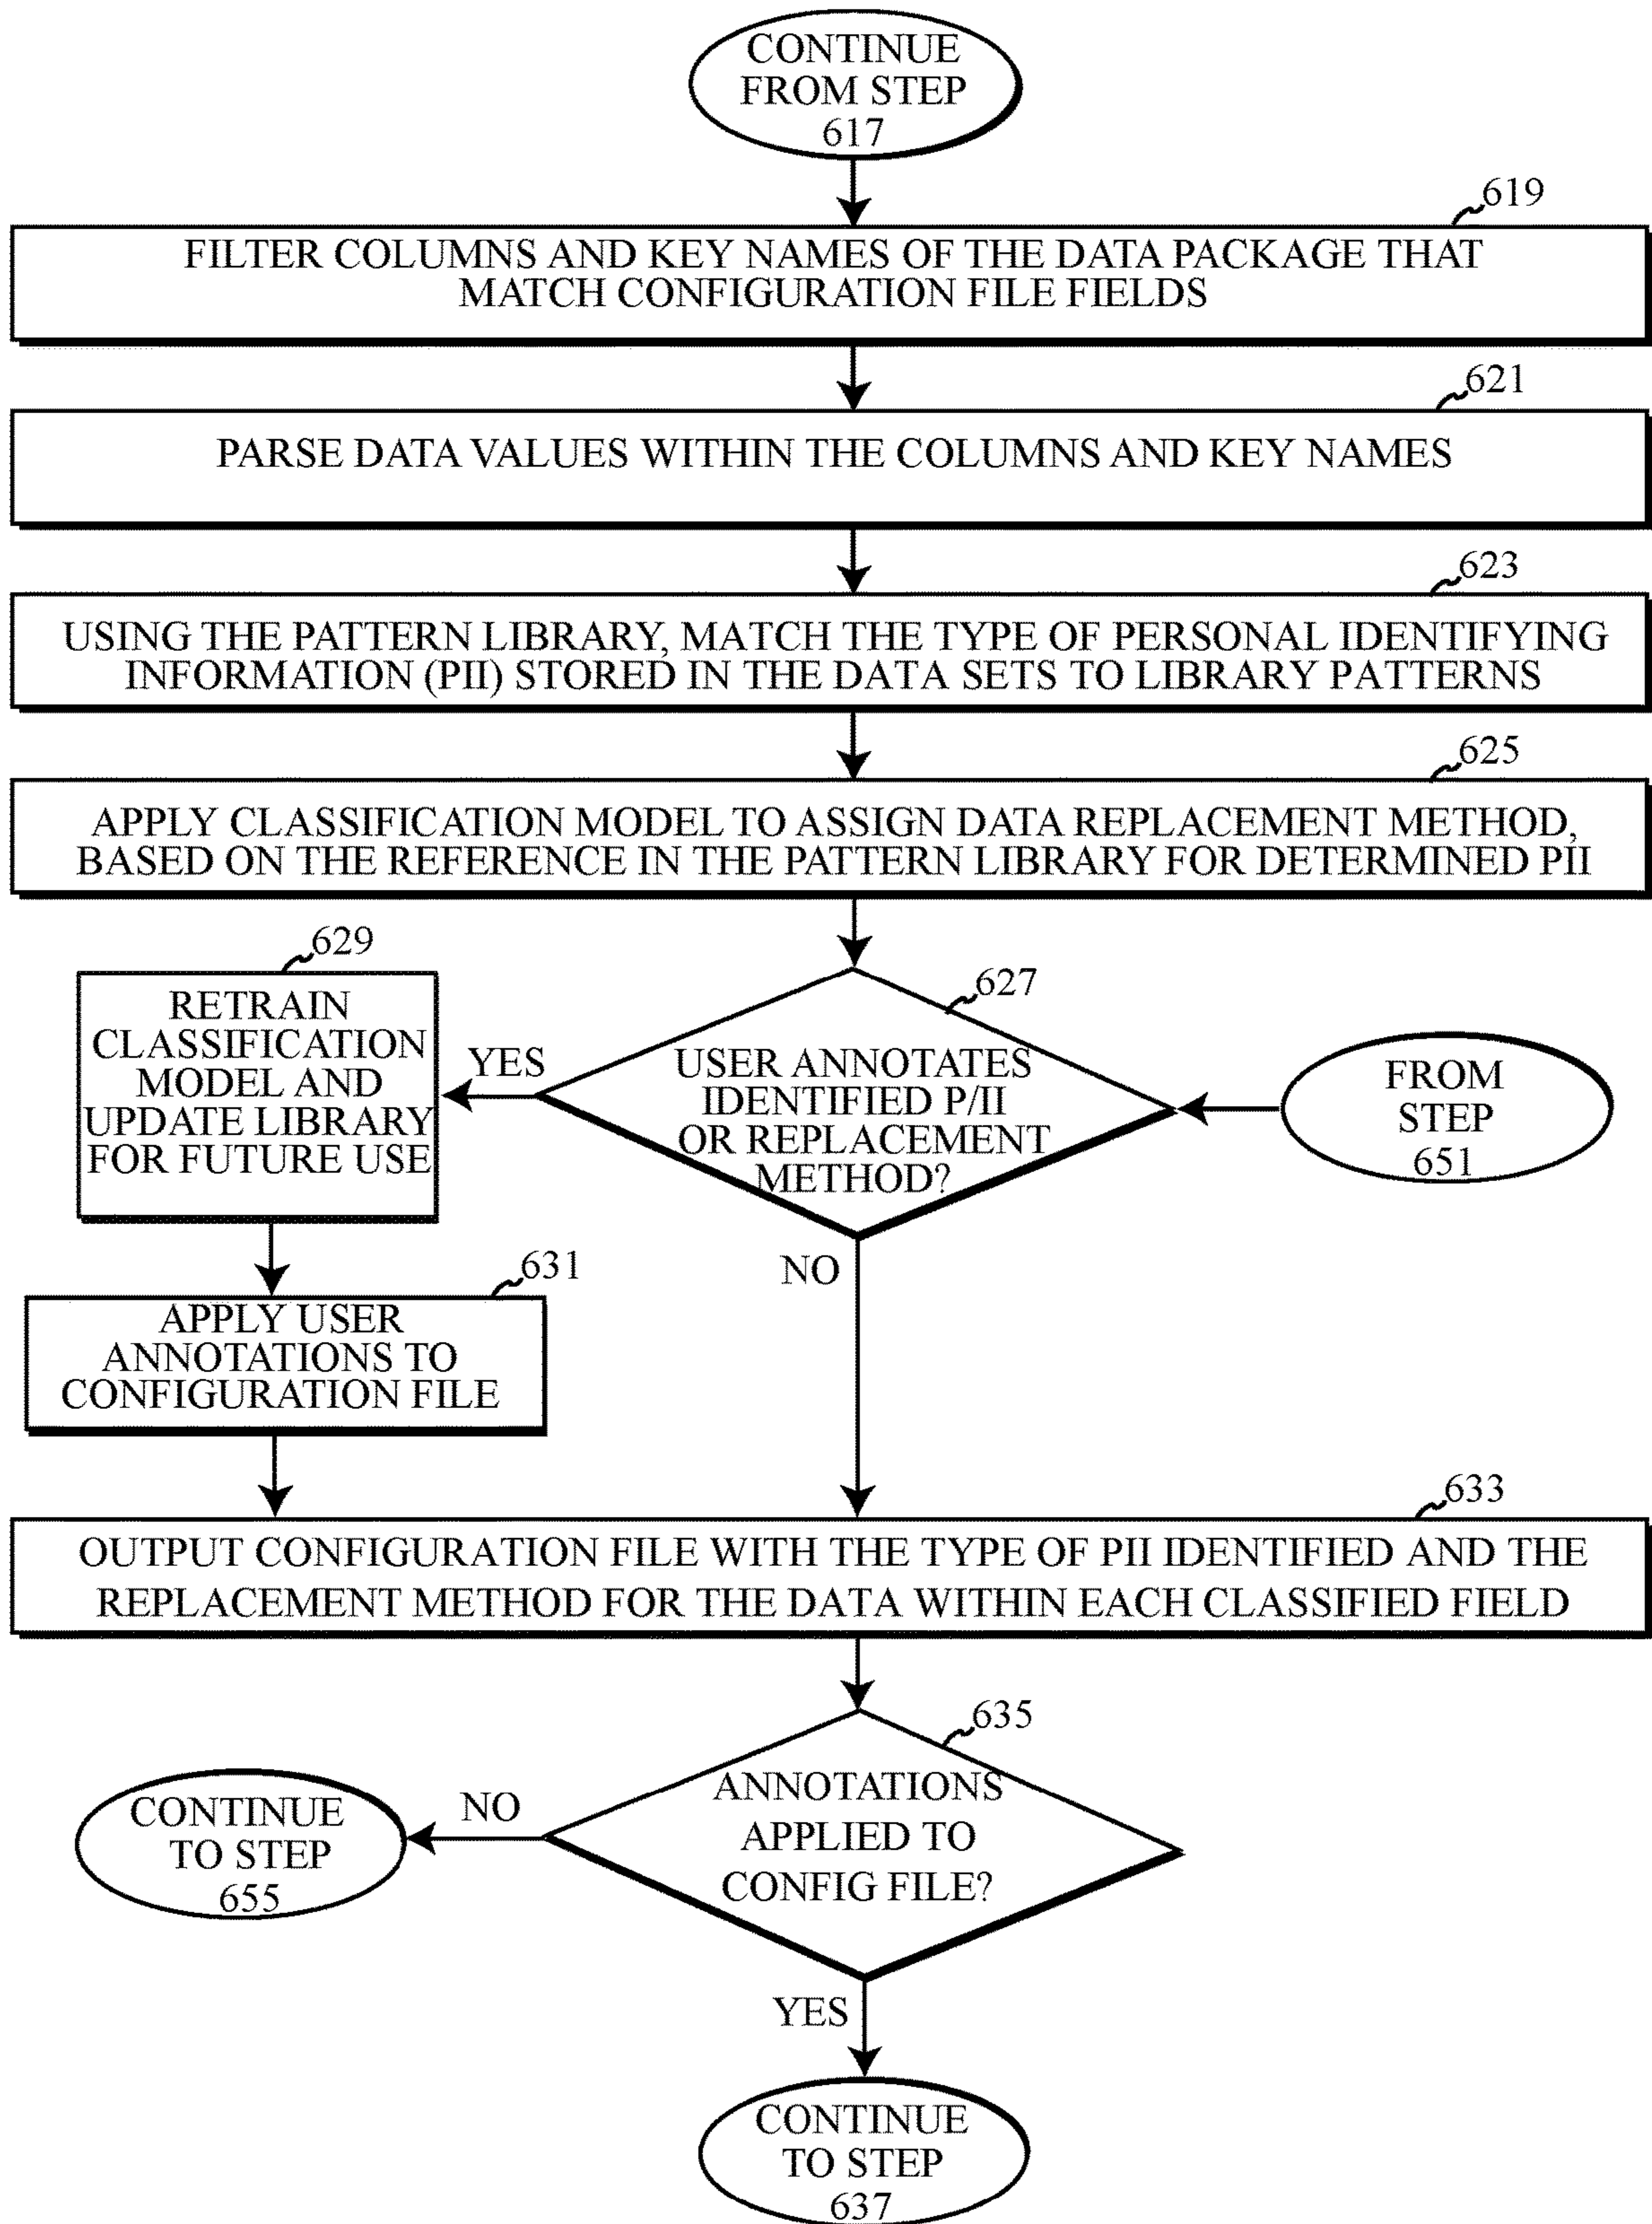 CONTINUE
FROM STEP
617
619
FILTER COLUMNS AND KEY NAMES OF THE DATA PACKAGE THAT
MATCH CONFIGURATION FILE FIELDS
621
PARSE DATA VALUES WITHIN THE COLUMNS AND KEY NAMES
623
USING THE PATTERN LIBRARY, MATCH THE TYPE OF PERSONAL IDENTIFYING
INFORMATION (PII) STORED IN THE DATA SETS TO LIBRARY PATTERNS
625
APPLY CLASSIFICATION MODEL TO ASSIGN DATA REPLACEMENT METHOD,
BASED ON THE REFERENCE IN THE PATTERN LIBRARY FOR DETERMINED PII
629
RETRAIN
CLASSIFICATION
MODEL AND
UPDATE LIBRARY
FOR FUTURE USE
YES
627
USER ANNOTATES
IDENTIFIED P/II
OR REPLACEMENT
METHOD?
FROM
STEP
651
NO
631
APPLY USER
ANNOTATIONS TO
CONFIGURATION FILE
633
OUTPUT CONFIGURATION FILE WITH THE TYPE OF PII IDENTIFIED AND THE
REPLACEMENT METHOD FOR THE DATA WITHIN EACH CLASSIFIED FIELD
635
ANNOTATIONS
APPLIED TO
CONFIG FILE?
NO
CONTINUE
TO STEP
655
YES
CONTINUE
TO STEP
637